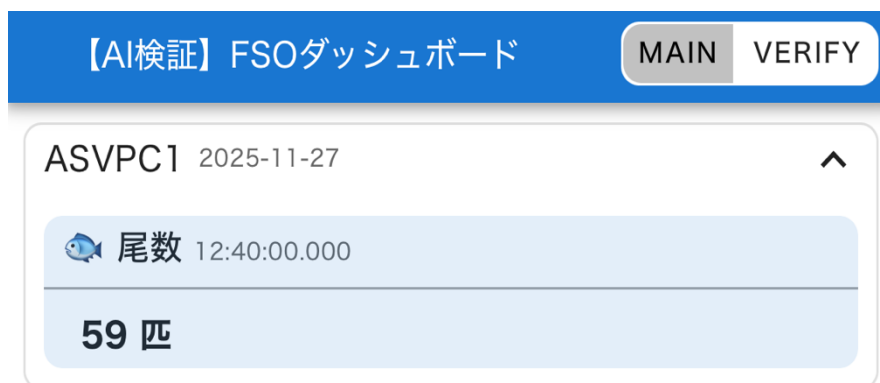 【AI検証】FSOダッシュボード MAIN VERIFY
ASVPC1 2025-11-27
尾数 12:40:00.000
59 匹